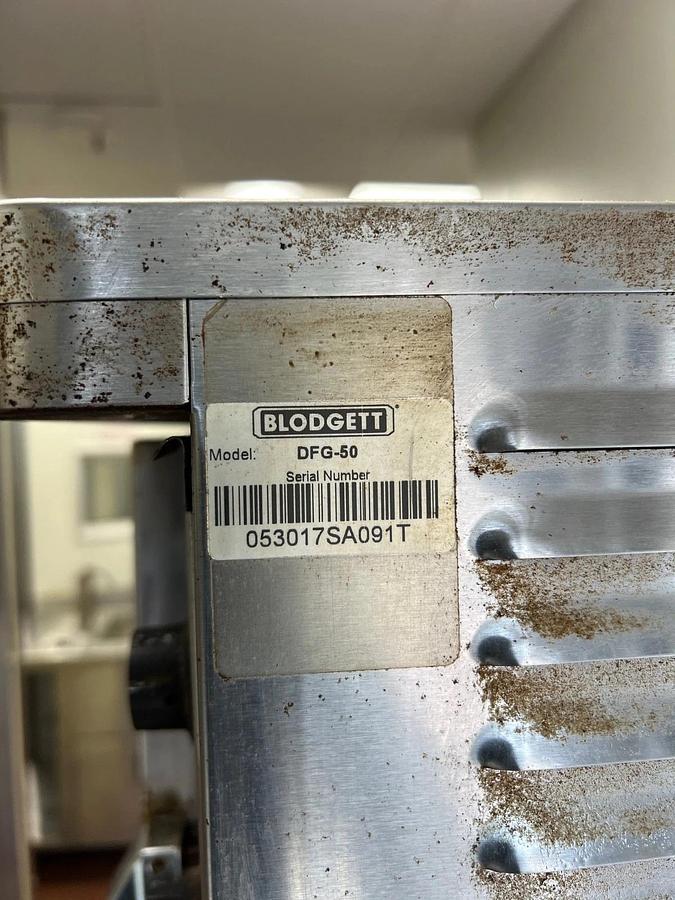 BLODGETT
Model: DFG-50
Serial Number
053017SA091T